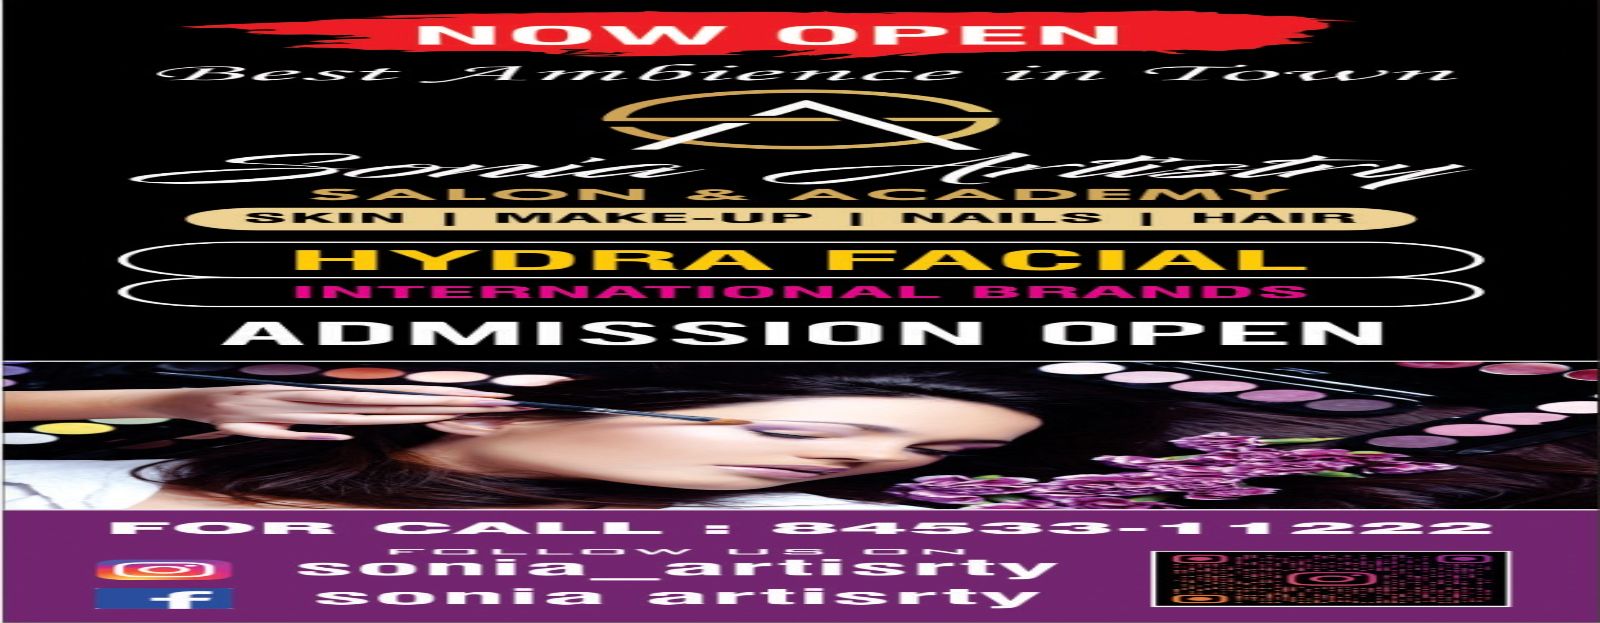 NOW OPEN
Best Ambience in Town
Sonia Artistry
SALON & ACADEMY
SKIN | MAKE-UP | NAILS | HAIR
HYDRA FACIAL
INTERNATIONAL BRANDS
ADMISSION OPEN
FOR CALL : 84533-11222
FOLLOW US ON
sonia__artisrty
sonia artisrty